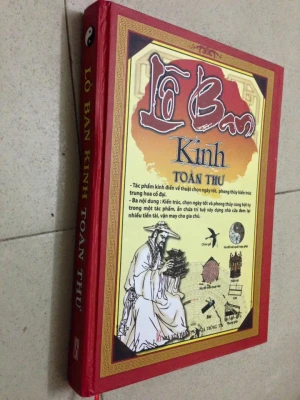 LỖ BAN KINH TOÀN THƯ
Lỗ Ban
Kinh
TOÀN THƯ
- Tác phẩm kinh điển về thuật chọn ngày tốt, phong thủy kiến trúc
trung hoa cổ đại.
- Ba nội dung : Kiến trúc, chọn ngày tốt và phong thủy cùng hội tụ
trong một tác phẩm, ẩn chứa trí tuệ xây dựng nhà cửa đem lại
nhiều tiền tài, vận may cho gia chủ.